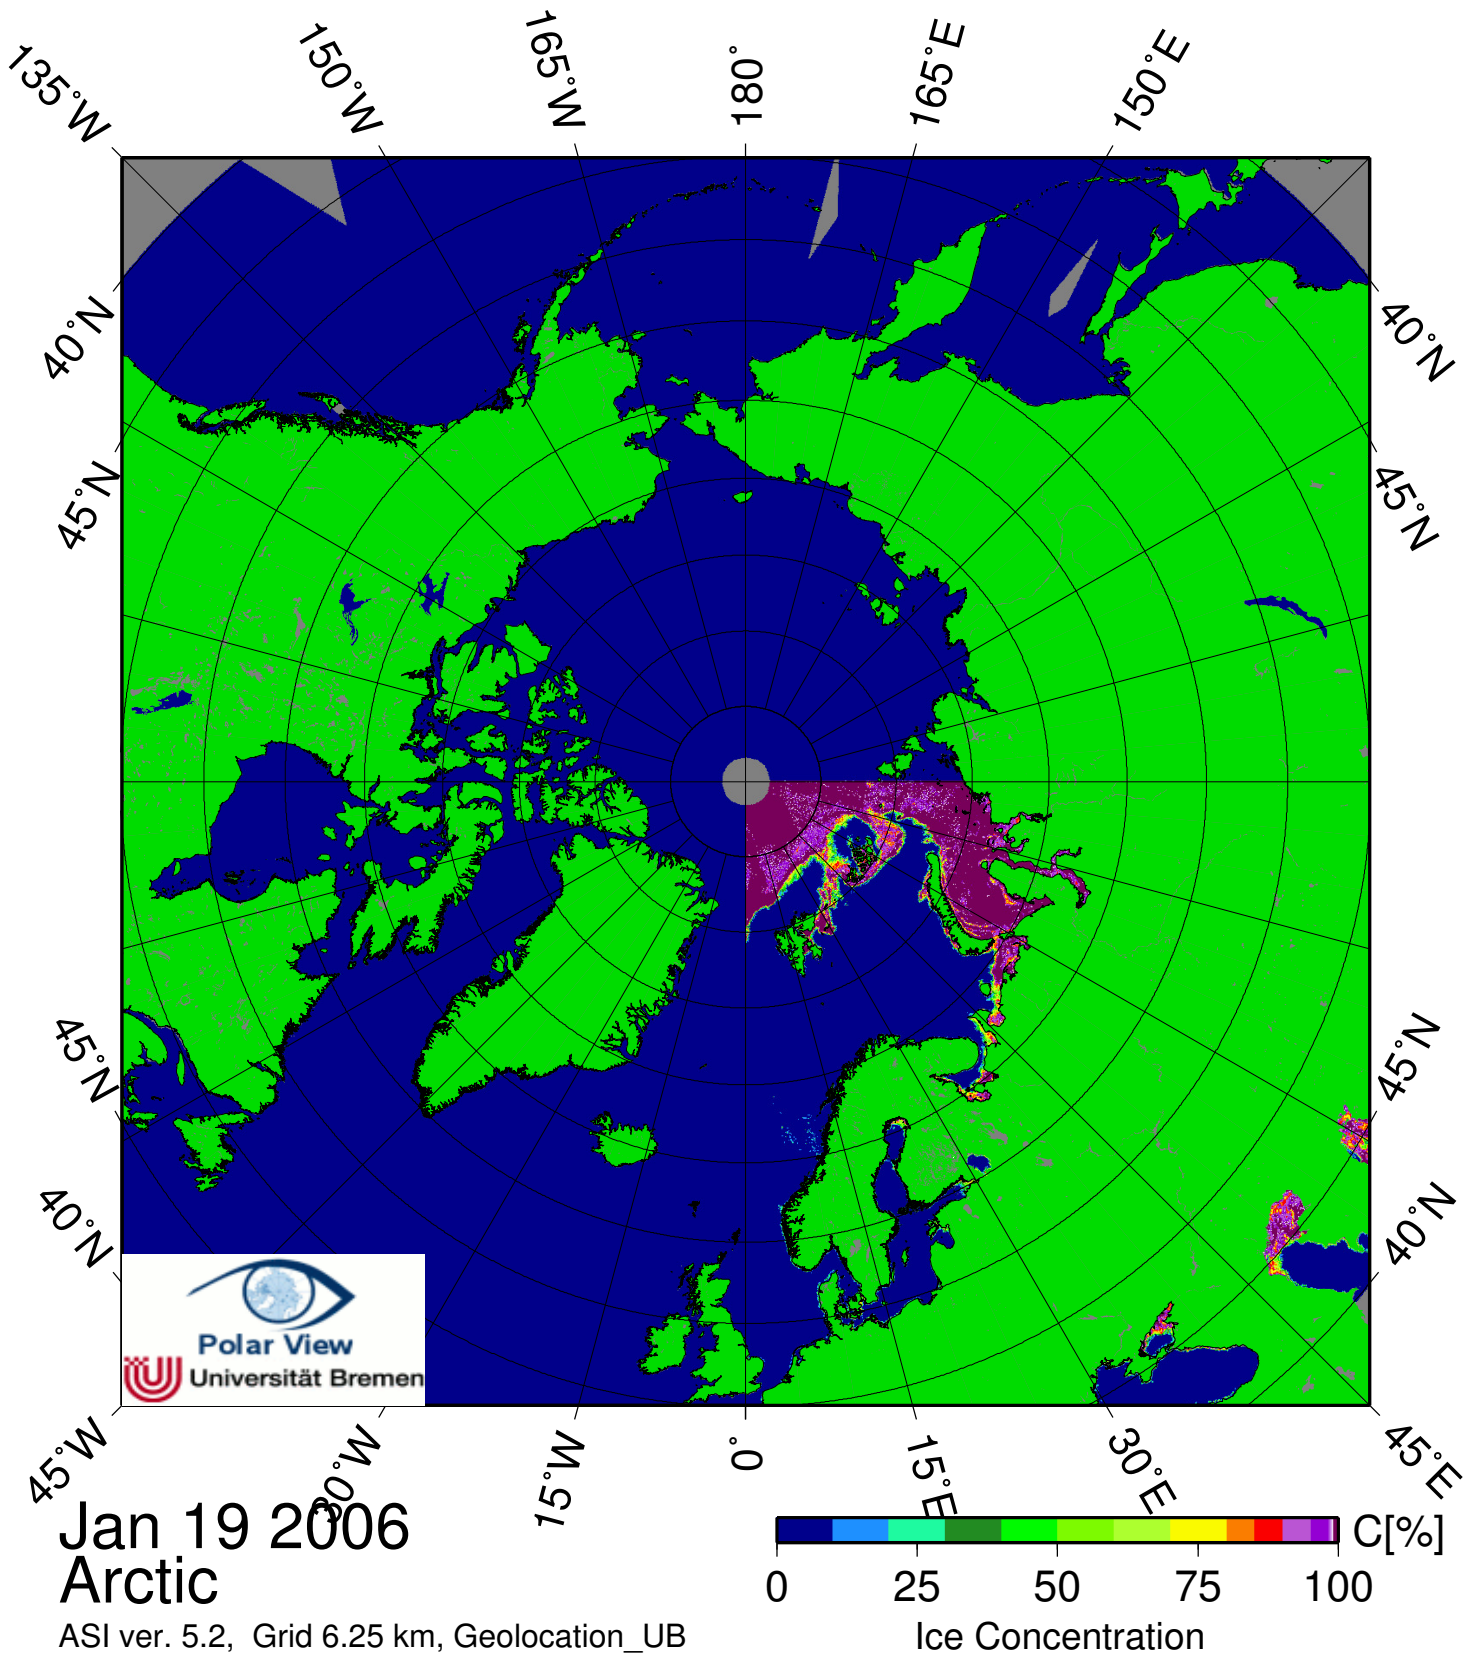 135°W
150°W
165°W
180°
165°E
150°E
40°N
40°N
45°N
45°N
45°N
45°N
40°N
40°N
Polar View
Universität Bremen
45°W
30°W
15°W
0°
15°E
30°E
45°E
Jan 19 2006
Arctic
ASI ver. 5.2, Grid 6.25 km, Geolocation_UB
C[%]
0 25 50 75 100
Ice Concentration